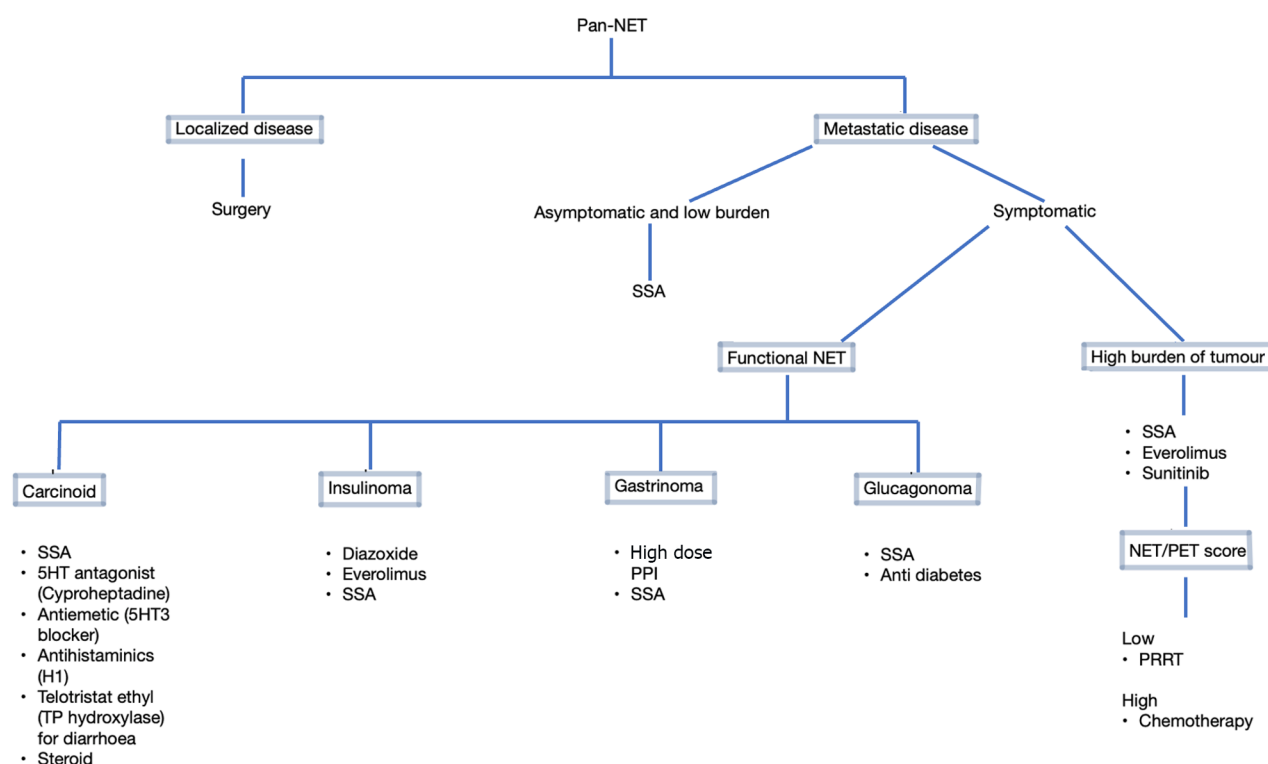 Pan-NET
Localized disease
Metastatic disease
Surgery
Asymptomatic and low burden
Symptomatic
SSA
Functional NET
High burden of tumour
• SSA
• Everolimus
• Sunitinib
Carcinoid
Insulinoma
Gastrinoma
Glucagonoma
NET/PET score
• SSA
• 5HT antagonist
(Cyproheptadine)
• Antiemetic (5HT3
blocker)
• Antihistaminics
(H1)
• Telotristat ethyl
(TP hydroxylase)
for diarrhoea
• Steroid
• Diazoxide
• Everolimus
• SSA
• High dose
PPI
• SSA
• SSA
• Anti diabetes
Low
• PRRT
High
• Chemotherapy